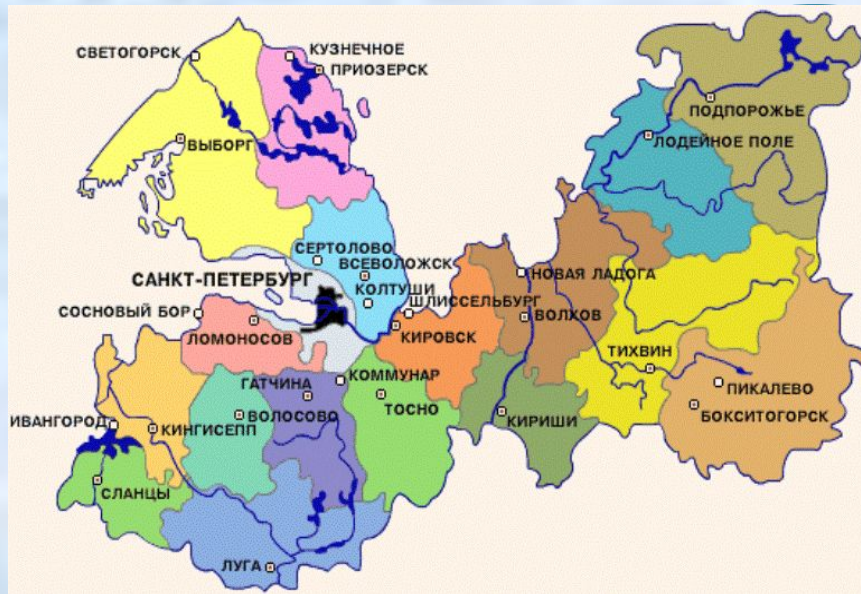 СВЕТОГОРСК
КУЗНЕЧНОЕ
ПРИОЗЕРСК
ПОДПОРОЖЬЕ
ВЫБОРГ
ЛОДЕЙНОЕ ПОЛЕ
СЕРТОЛОВО
ВСЕВОЛОЖСК
САНКТ-ПЕТЕРБУРГ
НОВАЯ ЛАДОГА
КОЛТУШИ
ШЛИССЕЛЬБУРГ
СОСНОВЫЙ БОР
ВОЛХОВ
ЛОМОНОСОВ
КИРОВСК
ТИХВИН
КОММУНАР
ГАТЧИНА
ПИКАЛЕВО
ТОСНО
БОКСИТОГОРСК
ВОЛОСОВО
ИВАНГОРОД
КИРИШИ
КИНГИСЕПП
СЛАНЦЫ
ЛУГА